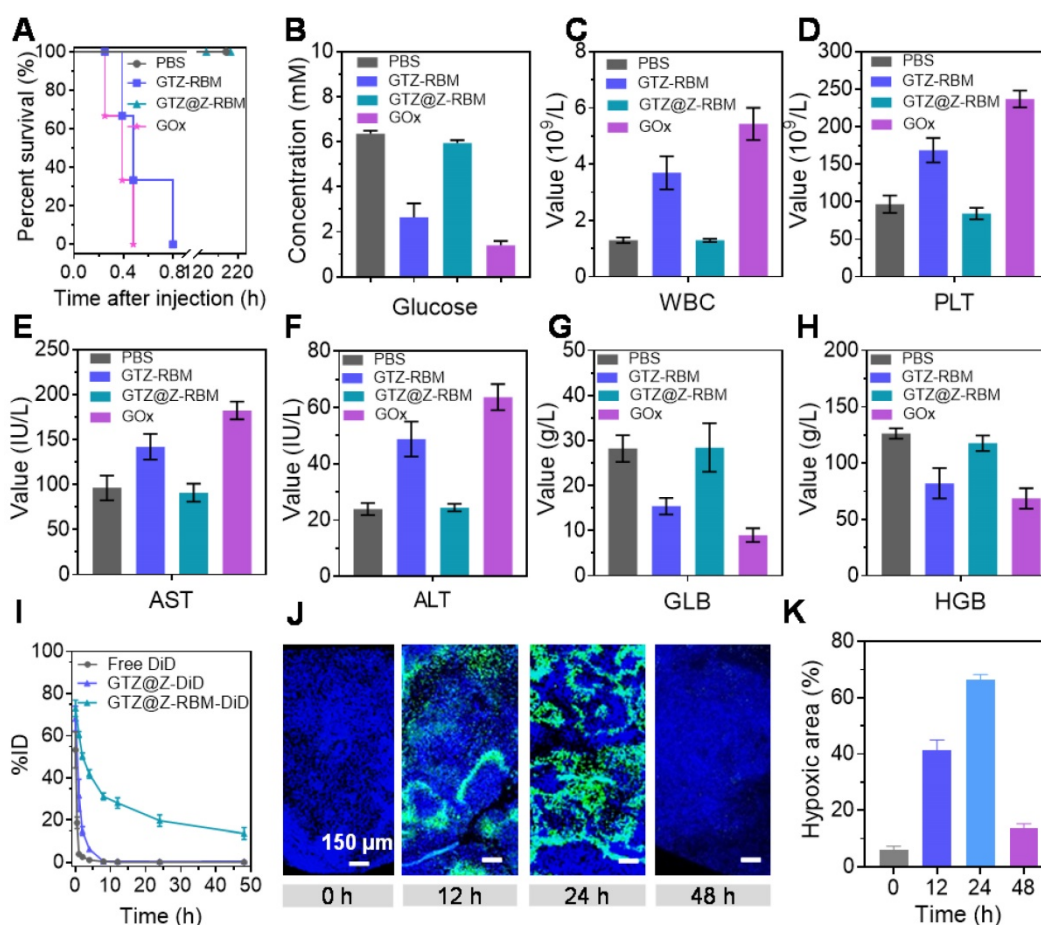 A
Percent survival (%)
100
80
60
40
20
0
0.0 0.4 0.8 20 220
Time after injection (h)
PBS
GTZ-RBM
GTZ@Z-RBM
GOx
B
Concentration (mM)
10
8
6
4
2
0
PBS
GTZ-RBM
GTZ@Z-RBM
GOx
Glucose
C
Value (10⁹/L)
8
6
4
2
0
PBS
GTZ-RBM
GTZ@Z-RBM
GOx
WBC
D
Value (10⁹/L)
300
250
200
150
100
50
0
PBS
GTZ-RBM
GTZ@Z-RBM
GOx
PLT
E
Value (IU/L)
250
200
150
100
50
0
PBS
GTZ-RBM
GTZ@Z-RBM
GOx
AST
F
Value (IU/L)
80
60
40
20
0
PBS
GTZ-RBM
GTZ@Z-RBM
GOx
ALT
G
Value (g/L)
50
40
30
20
10
0
PBS
GTZ-RBM
GTZ@Z-RBM
GOx
GLB
H
Value (g/L)
200
175
150
125
100
75
50
25
0
PBS
GTZ-RBM
GTZ@Z-RBM
GOx
HGB
I
%ID
100
80
60
40
20
0
Free DiD
GTZ@Z-DiD
GTZ@Z-RBM-DiD
0 10 20 30 40 50
Time (h)
J
150 µm
0 h 12 h 24 h 48 h
K
Hypoxic area (%)
80
60
40
20
0
0 12 24 48
Time (h)